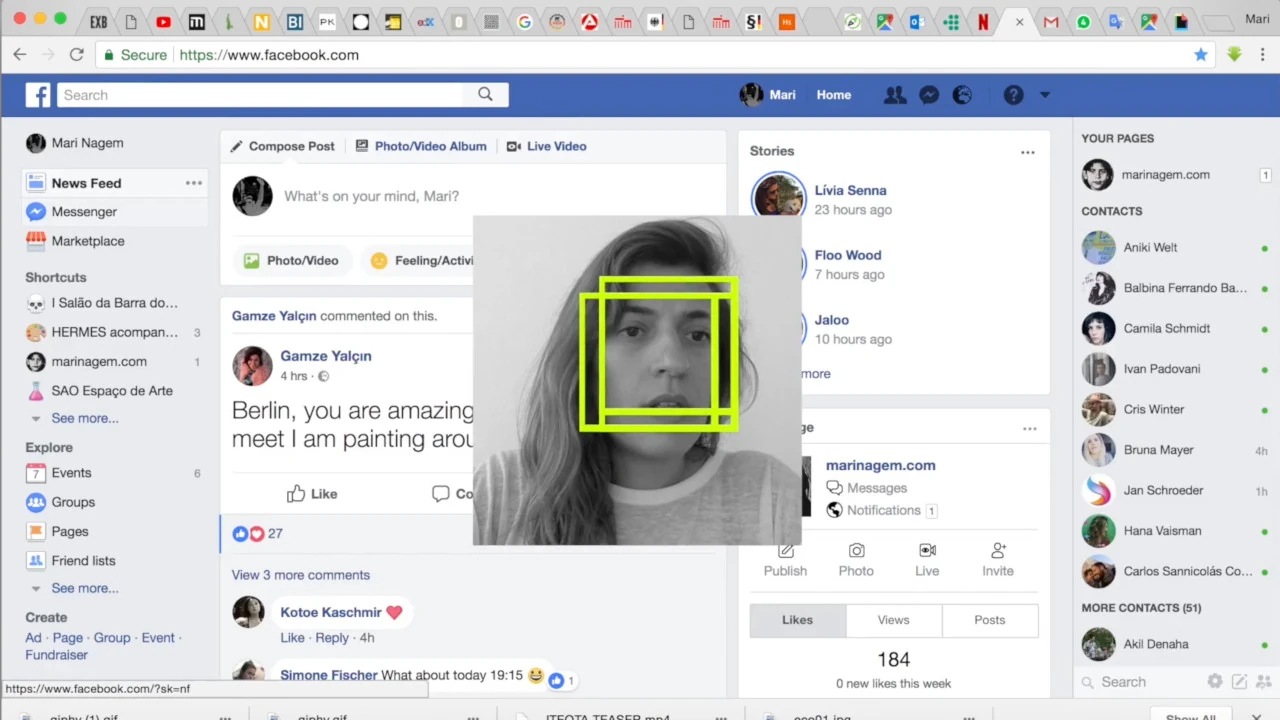 EXB
BI
PK
§!
Hs
Mari
Secure
https://www.facebook.com
Search
Mari
Home
Mari Nagem
News Feed
Messenger
Marketplace
Shortcuts
I Salão da Barra do...
HERMES acompan... 3
marinagem.com 1
SAO Espaço de Arte
See more...
Explore
7 Events 6
Groups
Pages
Friend lists
See more...
Create
Ad · Page · Group · Event ·
Fundraiser
https://www.facebook.com/?sk=nf
Compose Post
Photo/Video Album
Live Video
What's on your mind, Mari?
Photo/Video
Feeling/Activi
Gamze Yalçın commented on this.
Gamze Yalçın
4 hrs ·
Berlin, you are amazing
meet I am painting arou
Like
Co
27
View 3 more comments
Kotoe Kaschmir
Like · Reply · 4h
Simone Fischer What about today 19:15
1
Stories
Lívia Senna
23 hours ago
Floo Wood
7 hours ago
Jaloo
10 hours ago
more
ge
marinagem.com
Messages
Notifications 1
Publish
Photo
Live
Invite
Likes
Views
Posts
184
0 new likes this week
YOUR PAGES
marinagem.com 1
CONTACTS
Aniki Welt
Balbina Ferrando Ba...
Camila Schmidt
Ivan Padovani
Cris Winter
Bruna Mayer 4h
Jan Schroeder 1h
Hana Vaisman
Carlos Sannicolás Co...
MORE CONTACTS (51)
Akil Denaha
Search
giphy (1).gif
giphy.gif
ITEOTA TEASER.mp4
Show All